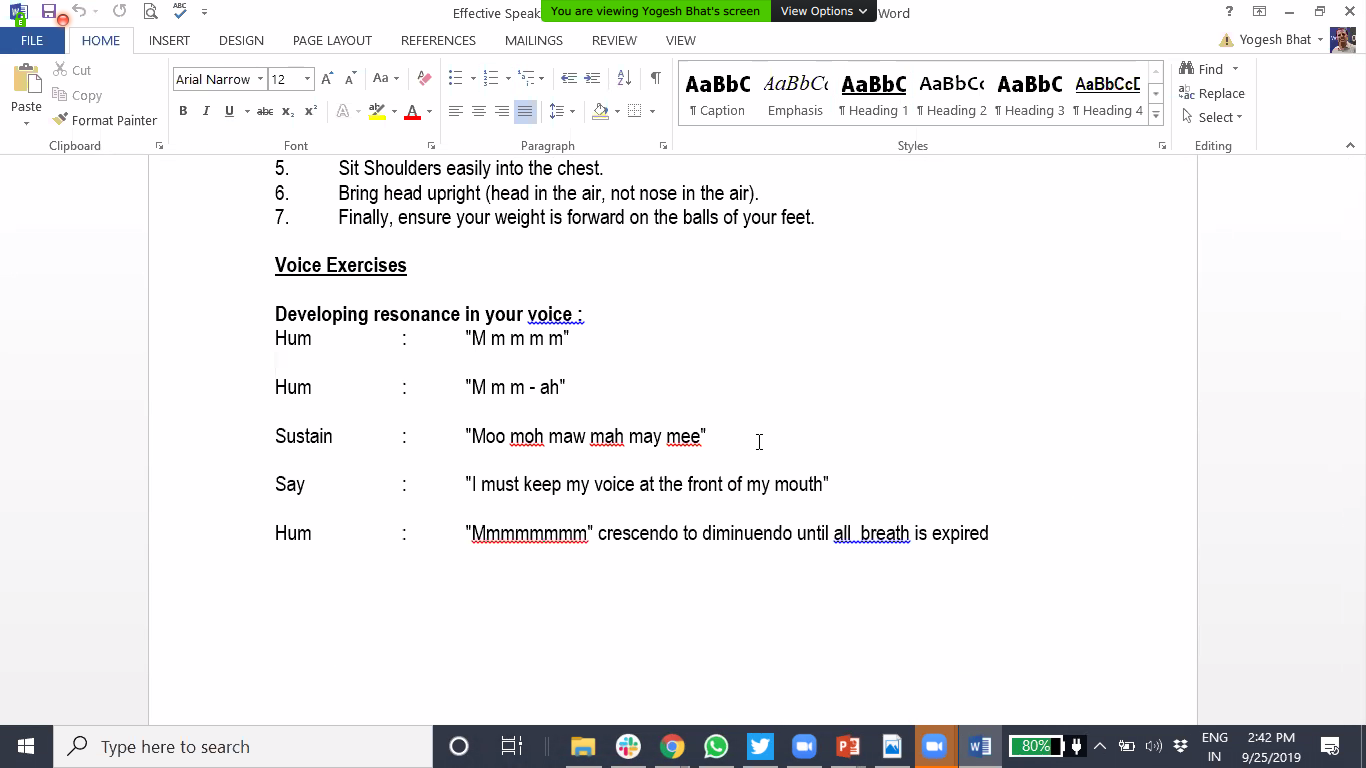 Effective Speak
You are viewing Yogesh Bhat's screen
View Options
Word
FILE HOME INSERT DESIGN PAGE LAYOUT REFERENCES MAILINGS REVIEW VIEW Yogesh Bhat
Paste
Cut
Copy
Format Painter
Clipboard
Arial Narrow 12
Font
Paragraph
AaBbC AaBbCc AaBbC AaBbCc AaBbC AaBbCcD
¶ Caption Emphasis ¶ Heading 1 ¶ Heading 2 ¶ Heading 3 ¶ Heading 4
Styles
Find
Replace
Select
Editing
5. Sit Shoulders easily into the chest.
6. Bring head upright (head in the air, not nose in the air).
7. Finally, ensure your weight is forward on the balls of your feet.
Voice Exercises
Developing resonance in your voice :
Hum : "M m m m m"
Hum : "M m m - ah"
Sustain : "Moo moh maw mah may mee"
Say : "I must keep my voice at the front of my mouth"
Hum : "Mmmmmmmm" crescendo to diminuendo until all  breath is expired
Type here to search
80%
ENG
IN
2:42 PM
9/25/2019